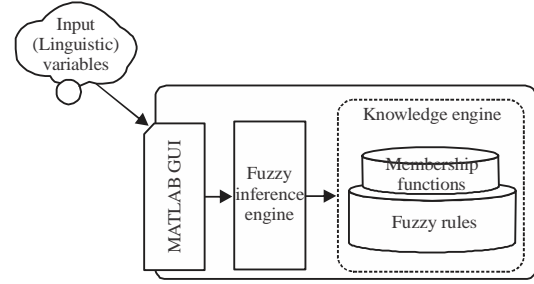 Input
(Linguistic)
variables
MATLAB GUI
Fuzzy
inference
engine
Knowledge engine
Membership
functions
Fuzzy rules